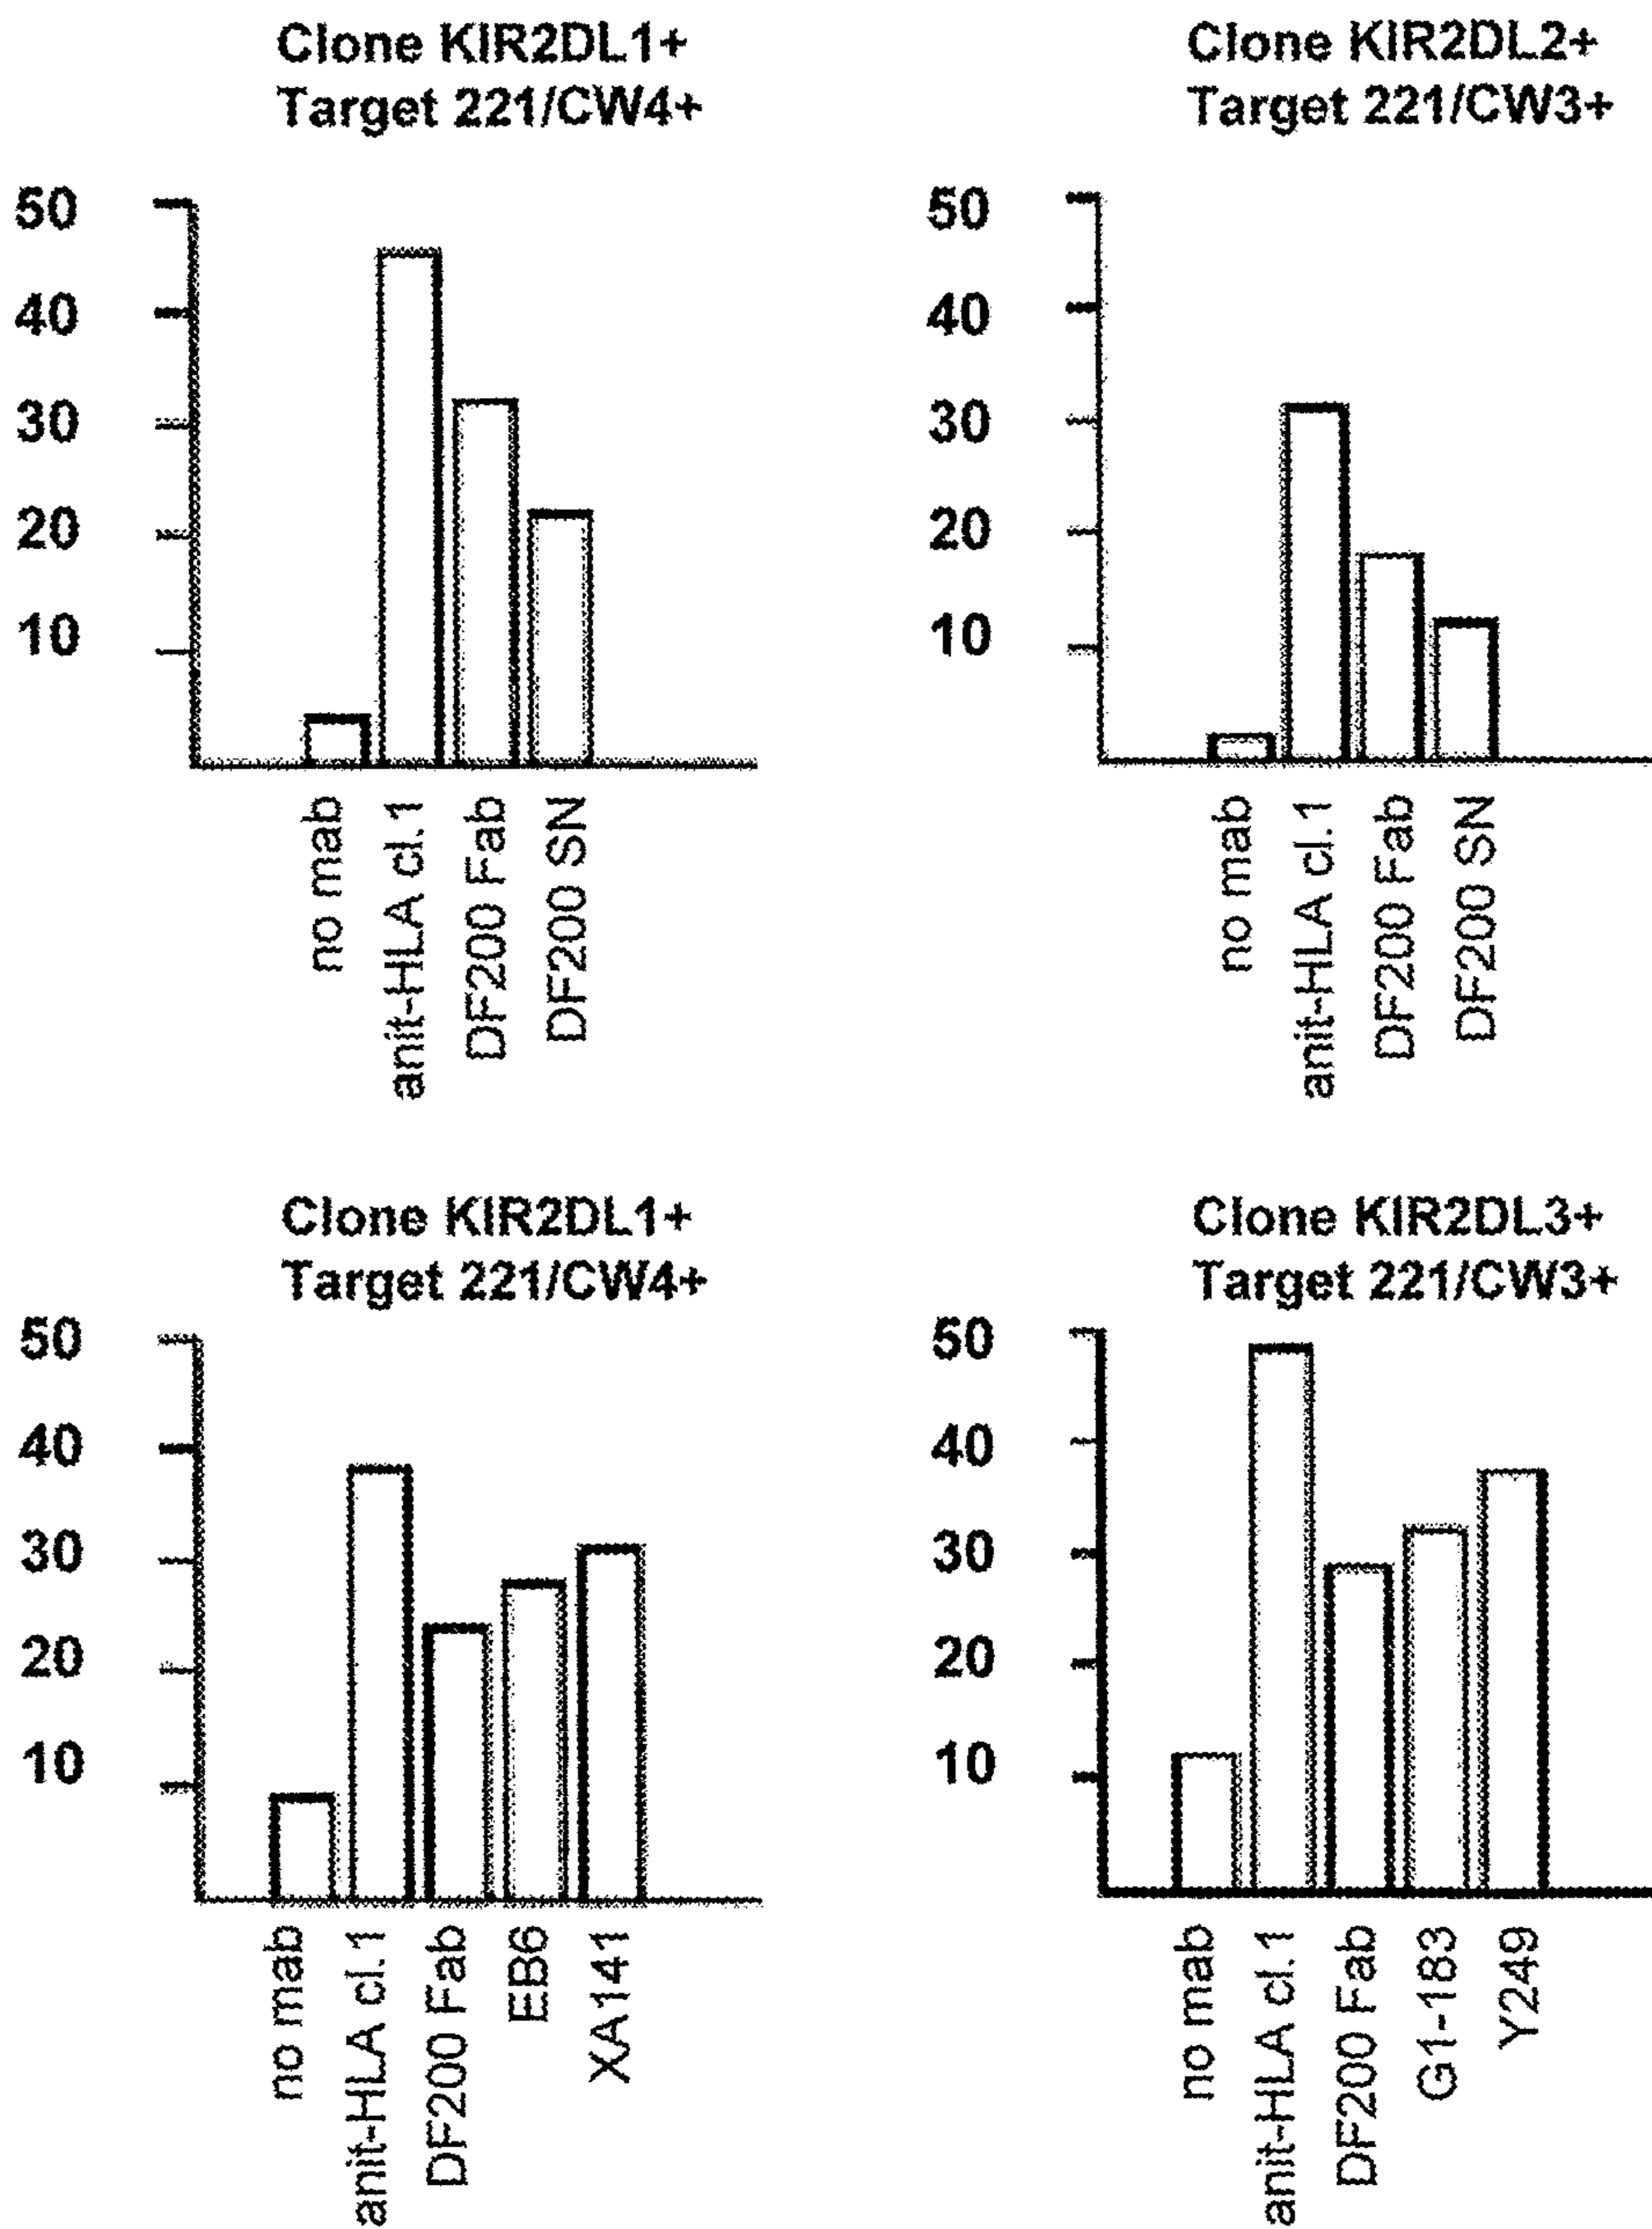 Clone KIR2DL1+
Target 221/CW4+
50
40
30
20
10
no mab
anit-HLA cl.1
DF200 Fab
DF200 SN
Clone KIR2DL2+
Target 221/CW3+
50
40
30
20
10
no mab
anit-HLA cl.1
DF200 Fab
DF200 SN
Clone KIR2DL1+
Target 221/CW4+
50
40
30
20
10
no mab
anit-HLA cl.1
DF200 Fab
EB6
XA141
Clone KIR2DL3+
Target 221/CW3+
50
40
30
20
10
no mab
anit-HLA cl.1
DF200 Fab
G1-183
Y249